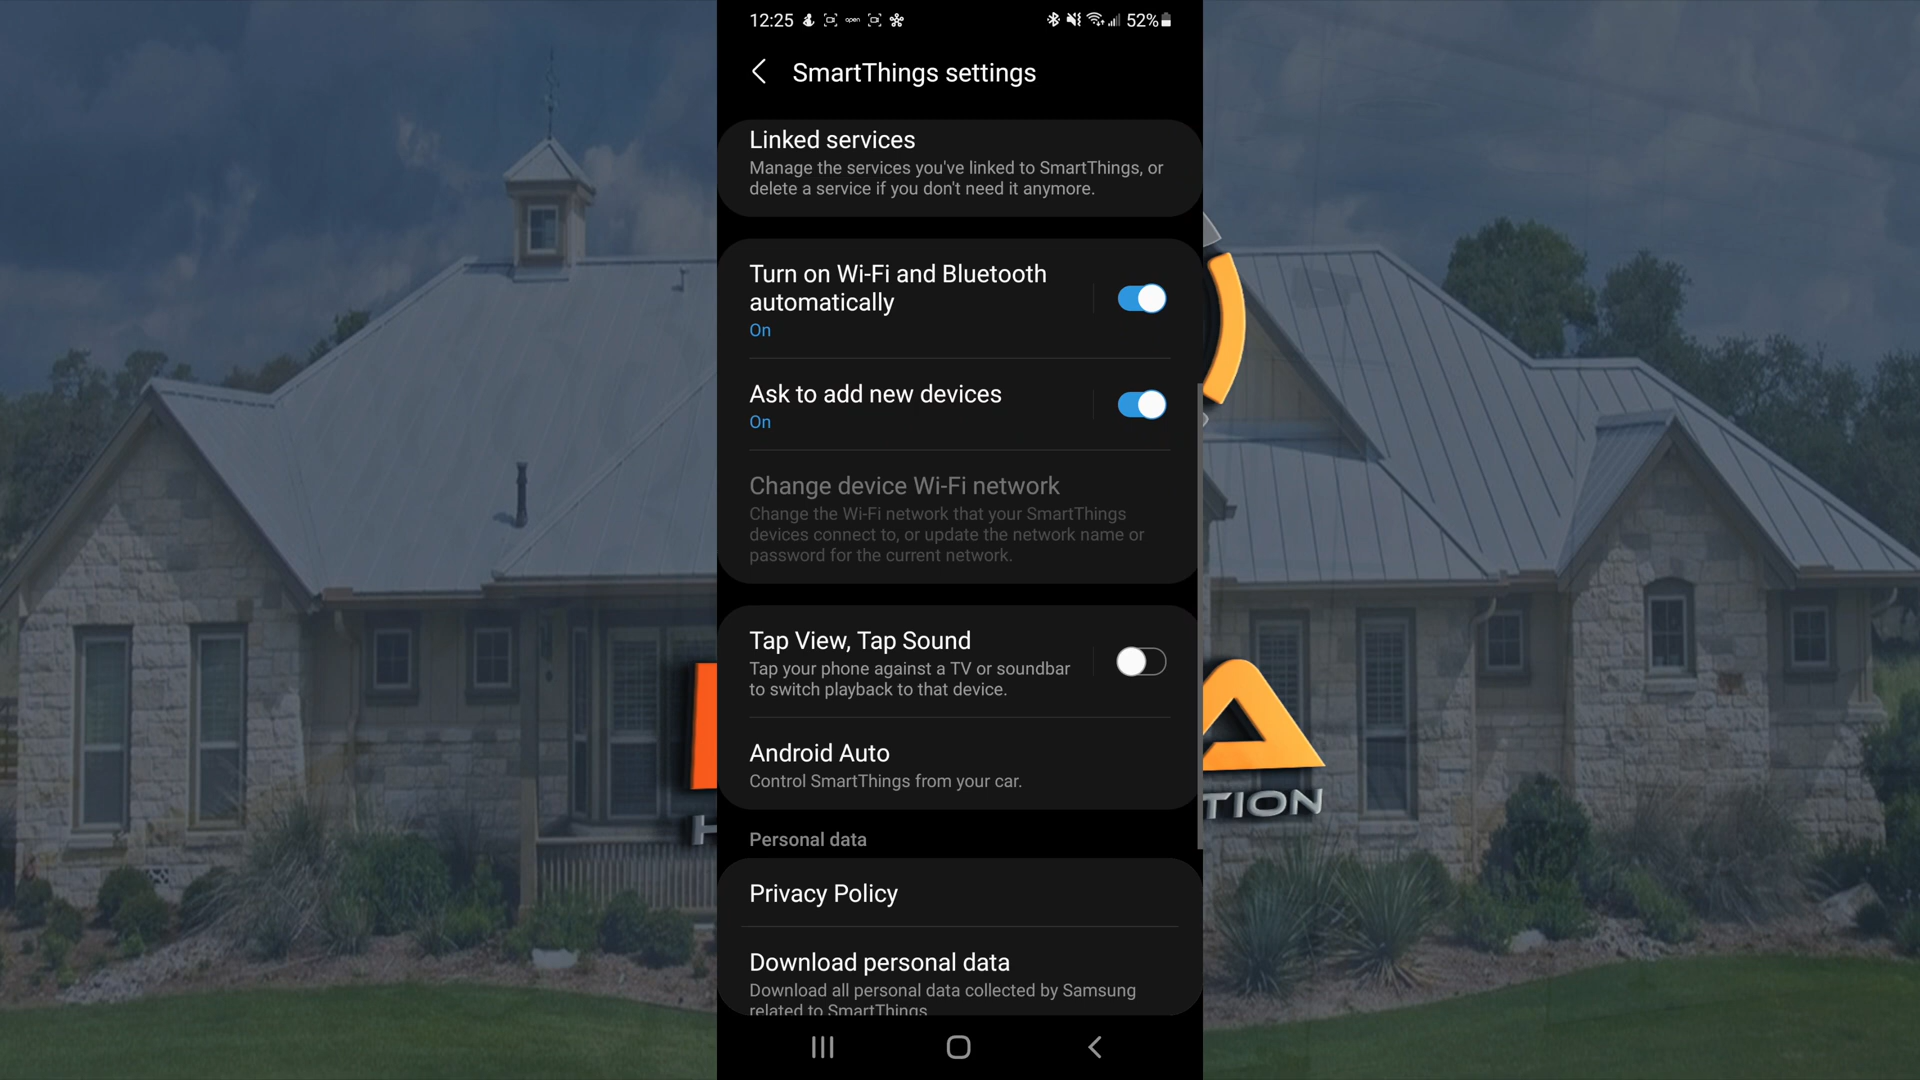 12:25
open
52%
SmartThings settings
Linked services
Manage the services you've linked to SmartThings, or
delete a service if you don't need it anymore.
Turn on Wi-Fi and Bluetooth
automatically
On
Ask to add new devices
On
Change device Wi-Fi network
Change the Wi-Fi network that your SmartThings
devices connect to, or update the network name or
password for the current network.
Tap View, Tap Sound
Tap your phone against a TV or soundbar
to switch playback to that device.
Android Auto
Control SmartThings from your car.
A
H
TION
Personal data
Privacy Policy
Download personal data
Download all personal data collected by Samsung
related to SmartThings